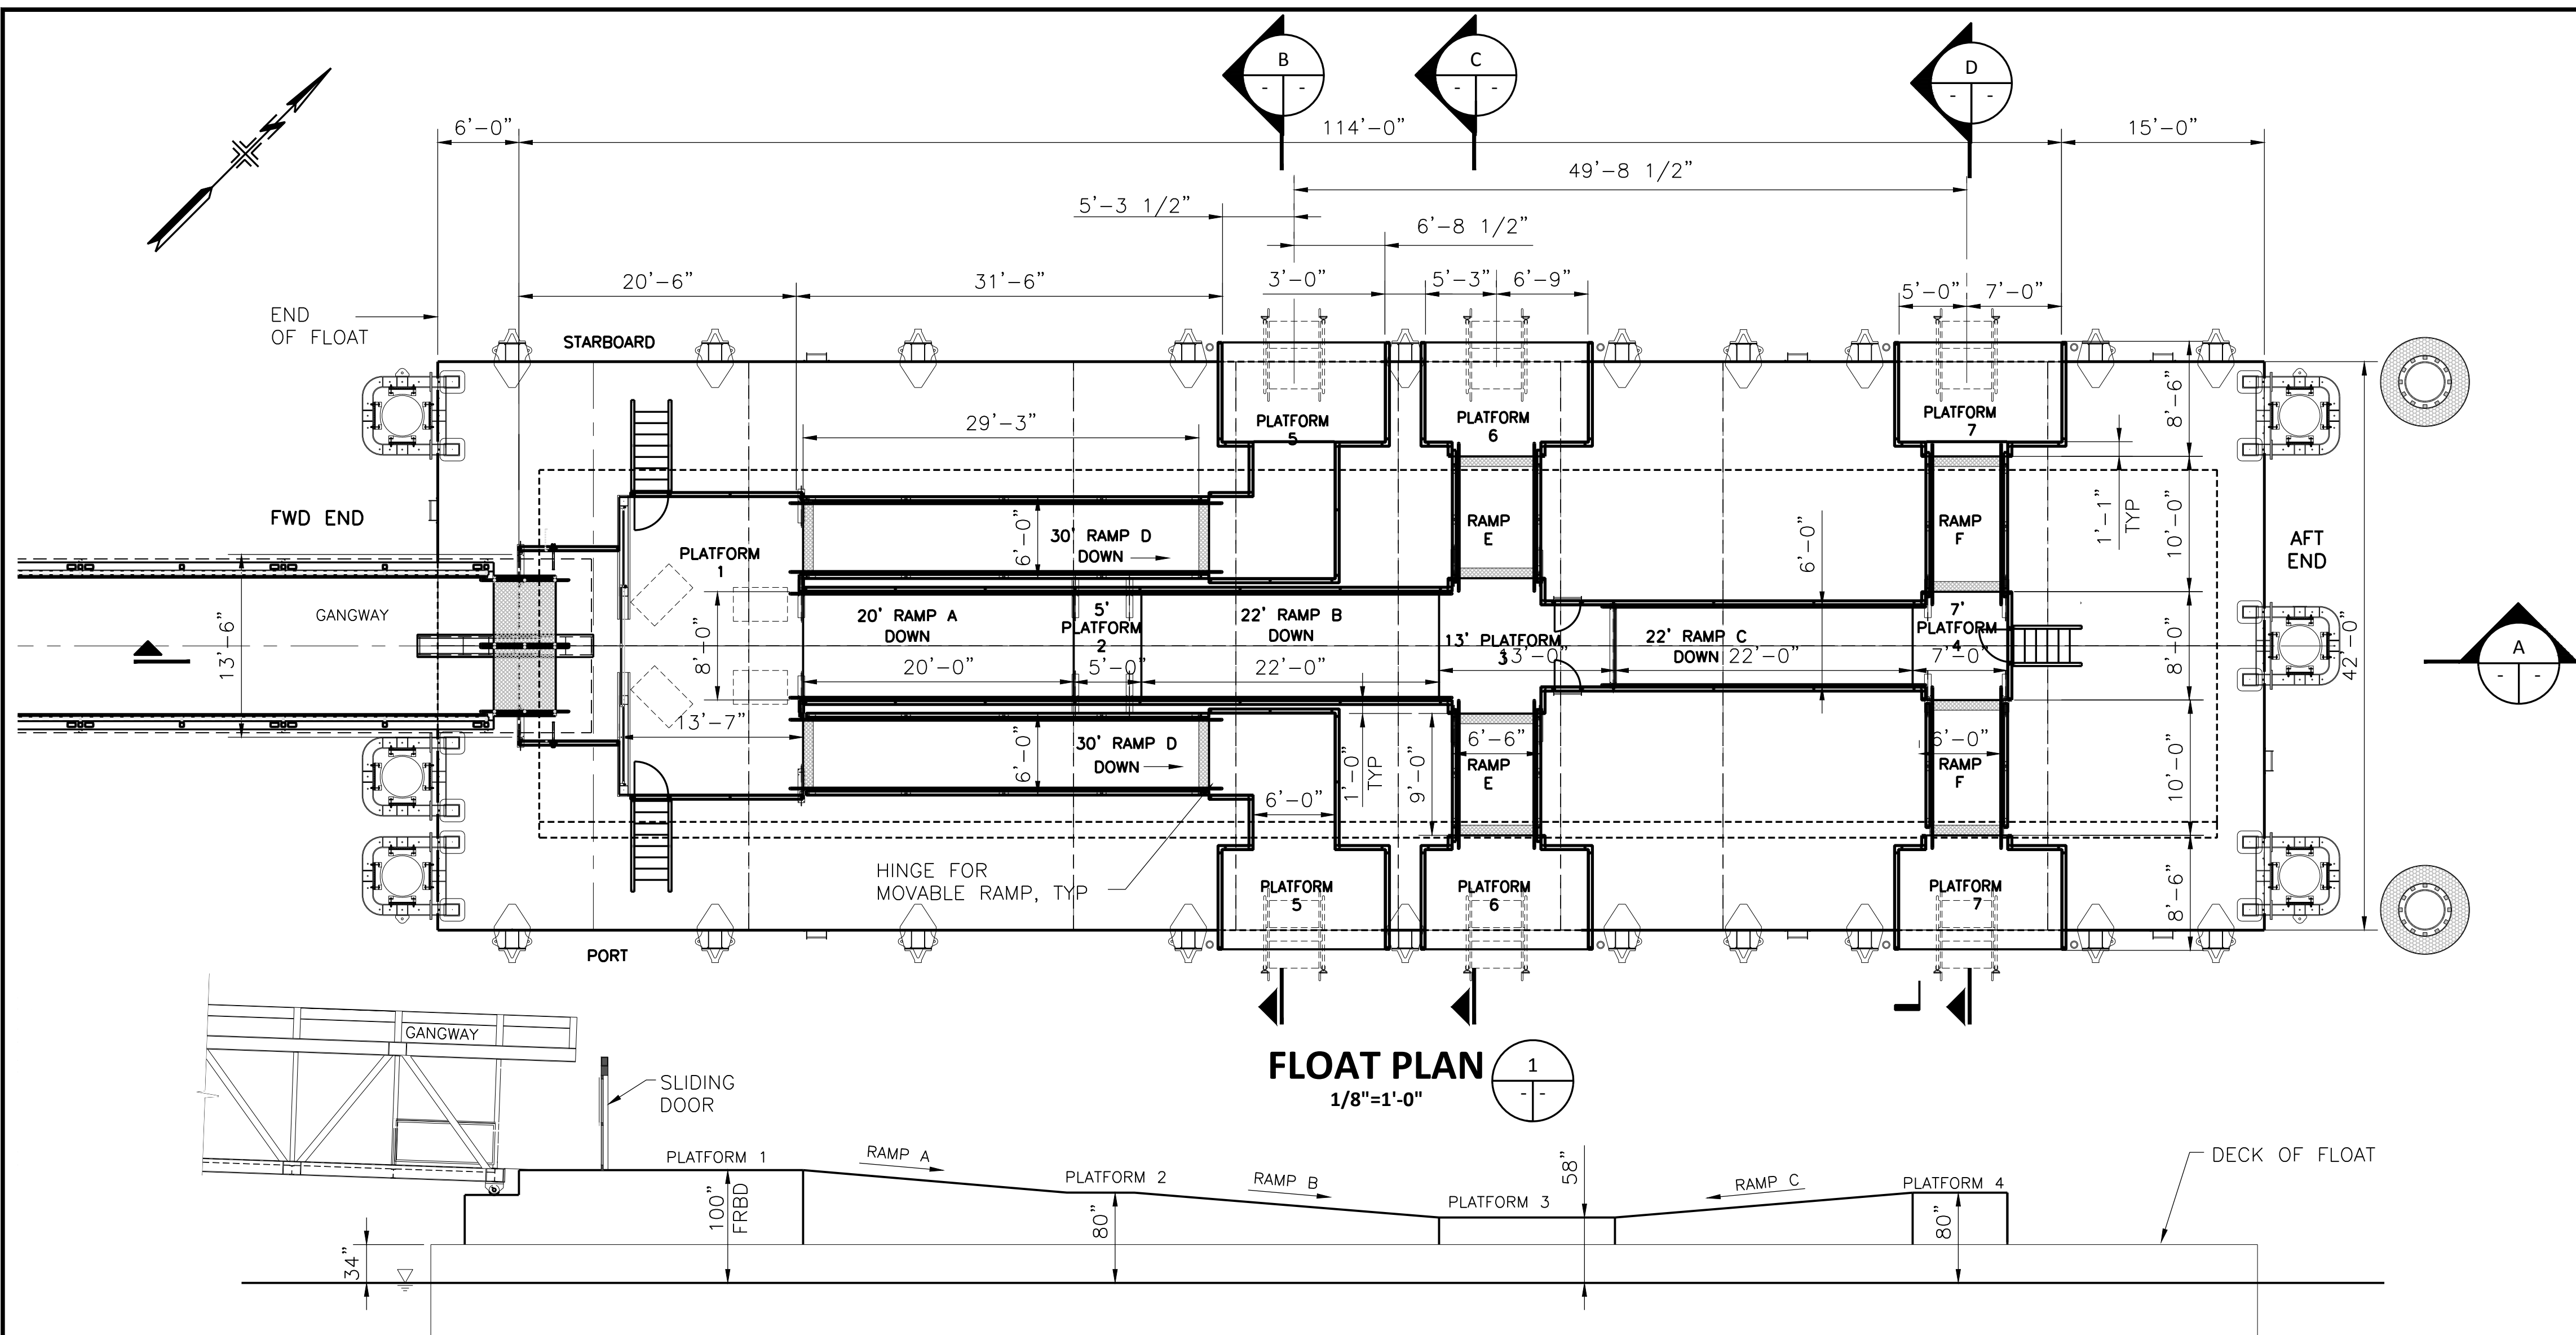 B
- -
C
- -
D
- -
6'-0"
114'-0"
15'-0"
49'-8 1/2"
5'-3 1/2"
6'-8 1/2"
20'-6"
31'-6"
3'-0"
5'-3"
6'-9"
5'-0"
7'-0"
N
END
OF FLOAT
STARBOARD
PLATFORM
5
PLATFORM
6
PLATFORM
7
29'-3"
8'-6"
1'-1"
TYP
10'-0"
FWD END
PLATFORM
1
6'-0"
30' RAMP D
DOWN
RAMP
E
6'-0"
RAMP
F
AFT
END
GANGWAY
13'-6"
8'-0"
20' RAMP A
DOWN
20'-0"
5'
PLATFORM
2
5'-0"
22' RAMP B
DOWN
22'-0"
13' PLATFORM
3
13'-0"
22' RAMP C
DOWN
22'-0"
7'
PLATFORM
4
7'-0"
8'-0"
42'-0"
A
- -
13'-7"
6'-0"
30' RAMP D
DOWN
6'-0"
1'-0"
TYP
9'-0"
6'-6"
RAMP
E
6'-0"
RAMP
F
10'-0"
HINGE FOR
MOVABLE RAMP, TYP
PLATFORM
5
PLATFORM
6
PLATFORM
7
8'-6"
PORT
FLOAT PLAN
1/8"=1'-0"
1
- -
GANGWAY
SLIDING
DOOR
PLATFORM 1
RAMP A
PLATFORM 2
RAMP B
PLATFORM 3
58"
RAMP C
PLATFORM 4
DECK OF FLOAT
100"
FRBD
80"
80"
34"